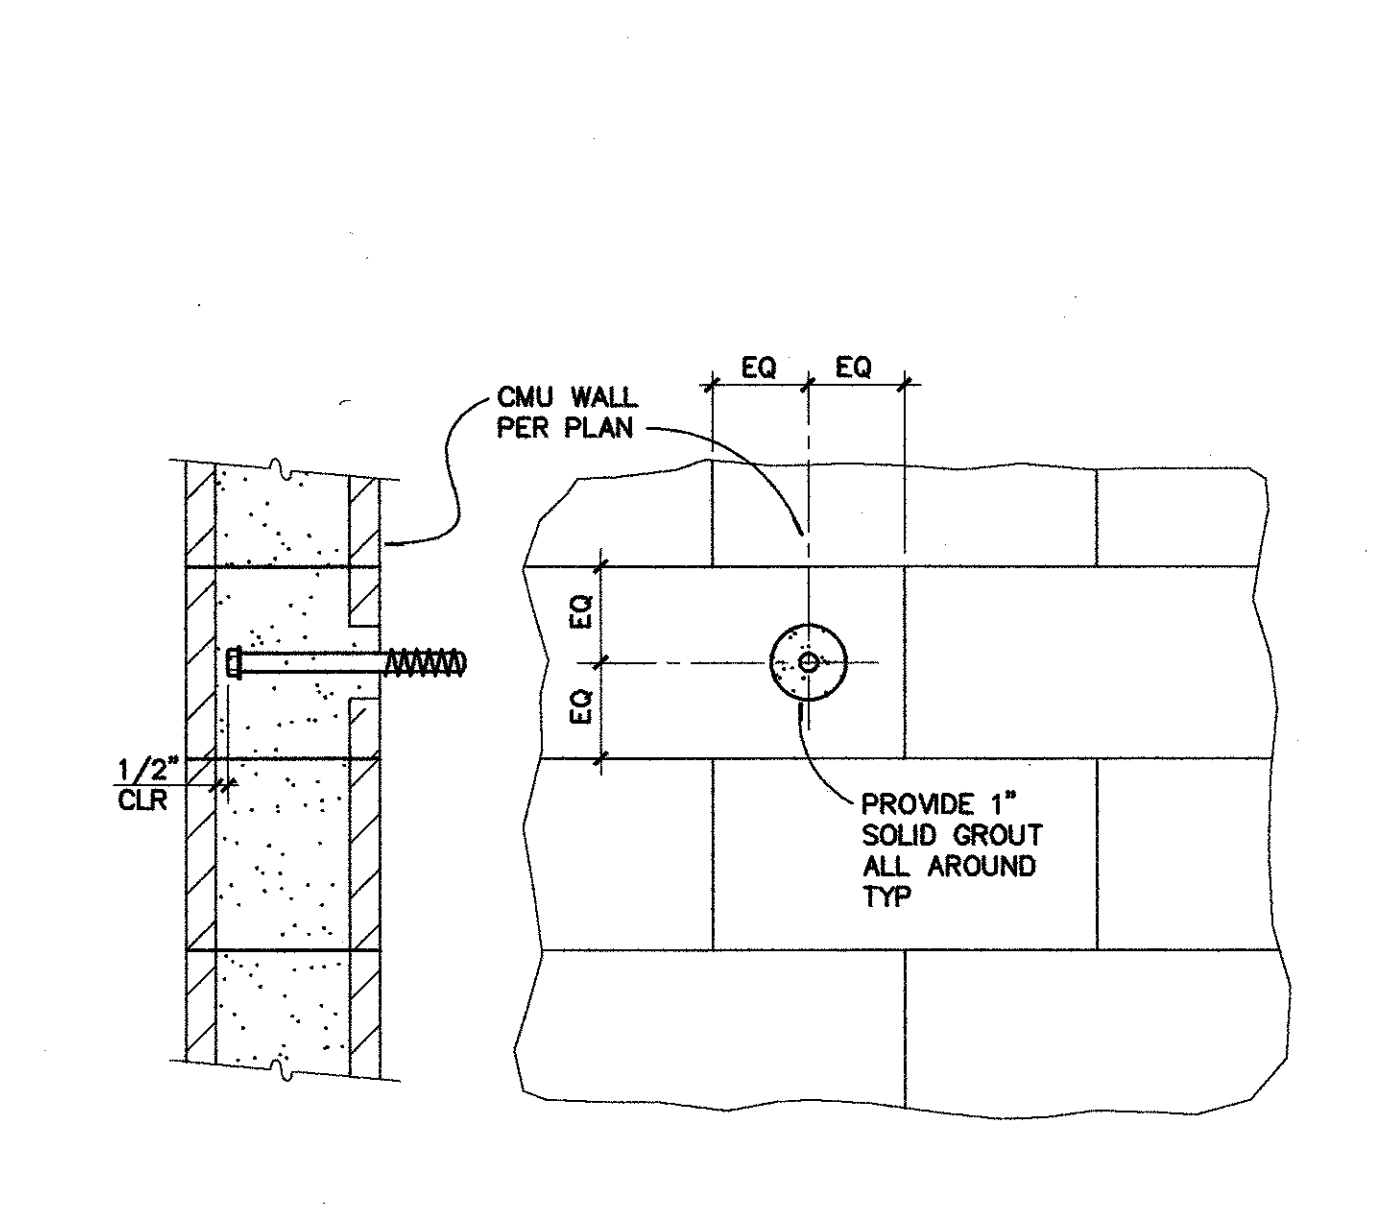 EQ EQ
CMU WALL
PER PLAN
EQ
EQ
1/2"
CLR
PROVIDE 1"
SOLID GROUT
ALL AROUND
TYP